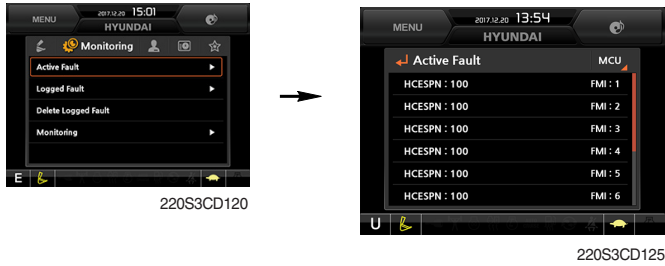 MENU 2017.12.20 15:01
HYUNDAI
Monitoring
Active Fault ▶
Logged Fault ▶
Delete Logged Fault
Monitoring ▶
E
220S3CD120
MENU 2017.12.20 13:54
HYUNDAI
Active Fault MCU
HCESPN : 100 FMI : 1
HCESPN : 100 FMI : 2
HCESPN : 100 FMI : 3
HCESPN : 100 FMI : 4
HCESPN : 100 FMI : 5
HCESPN : 100 FMI : 6
U
220S3CD125